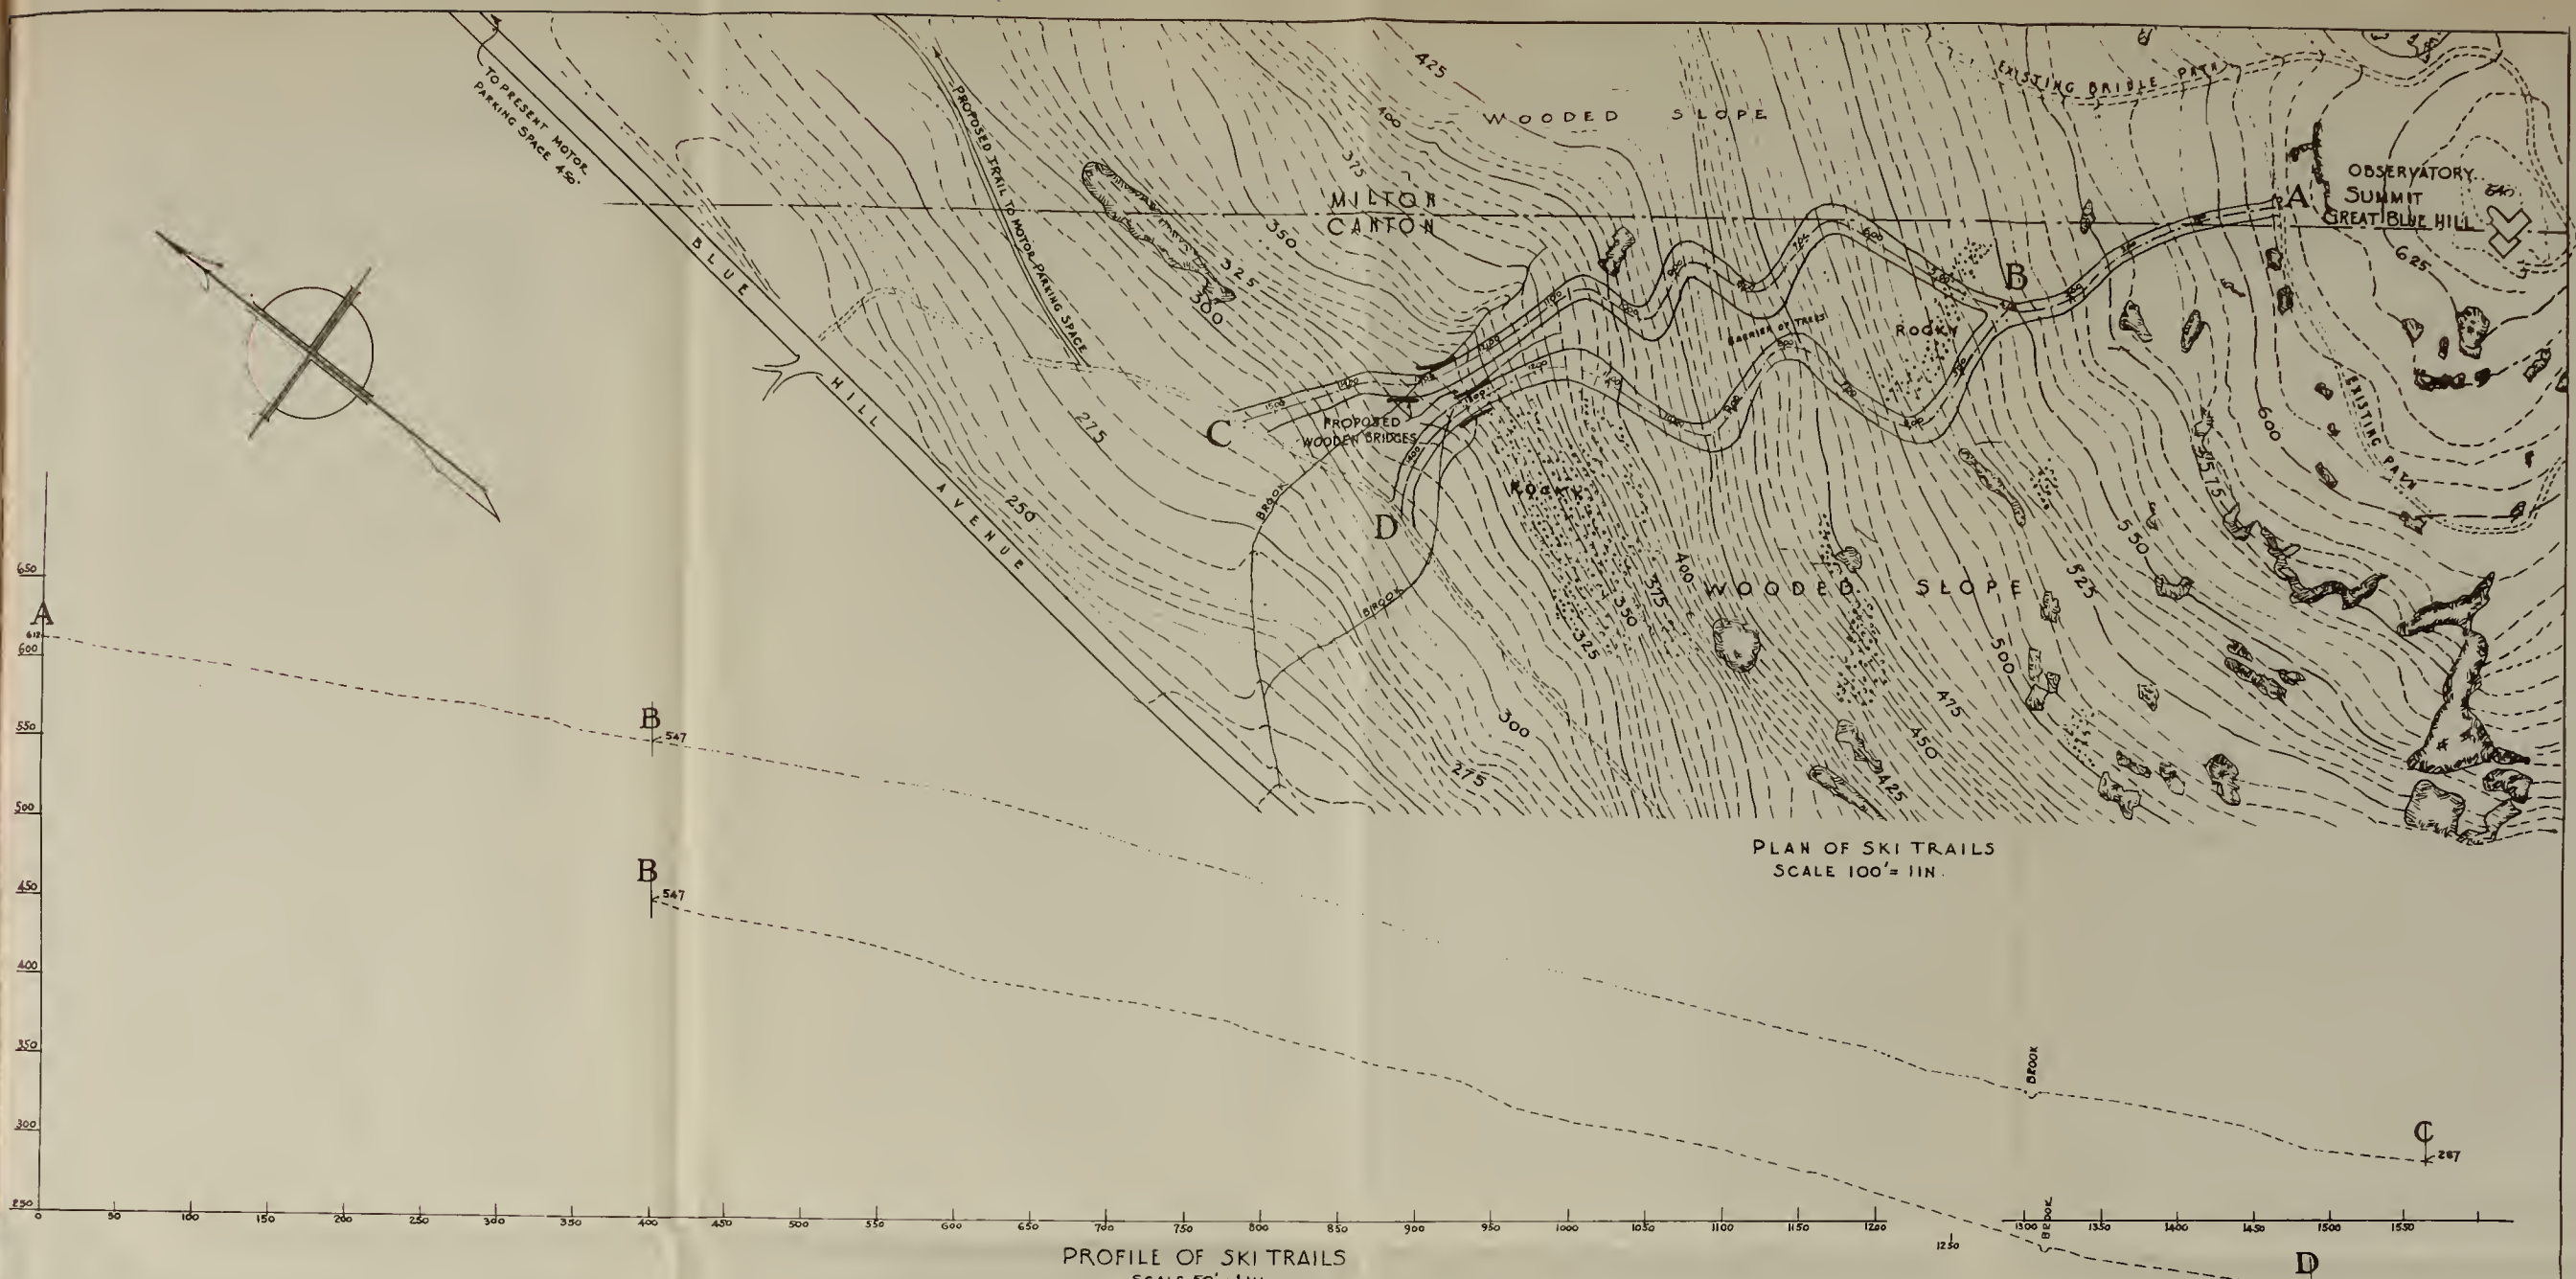 TO PRESENT MOTOR
PARKING SPACE 450'
PROPOSED TRAIL TO MOTOR PARKING SPACE
BLUE HILL AVENUE
425
400
375
WOODED SLOPE
EXISTING BRIDLE PATH
MILTON
CANTON
350
325
300
275
250
OBSERVATORY
640
SUMMIT
GREAT BLUE HILL
625
A
B
C
D
BARRIER OF TREES
ROCKY
PROPOSED
WOODEN BRIDGES
BROOK
BROOK
ROCKY
EXISTING PATH
600
575
550
525
500
475
450
425
400
375
350
325
300
275
WOODED SLOPE
PLAN OF SKI TRAILS
SCALE 100'= 1IN.
650
A
612
600
550
500
450
400
350
300
250
B
547
B
547
BROOK
C
287
BROOK
D
0 50 100 150 200 250 300 350 400 450 500 550 600 650 700 750 800 850 900 950 1000 1050 1100 1150 1200 1250 1300 1350 1400 1450 1500 1550
PROFILE OF SKI TRAILS